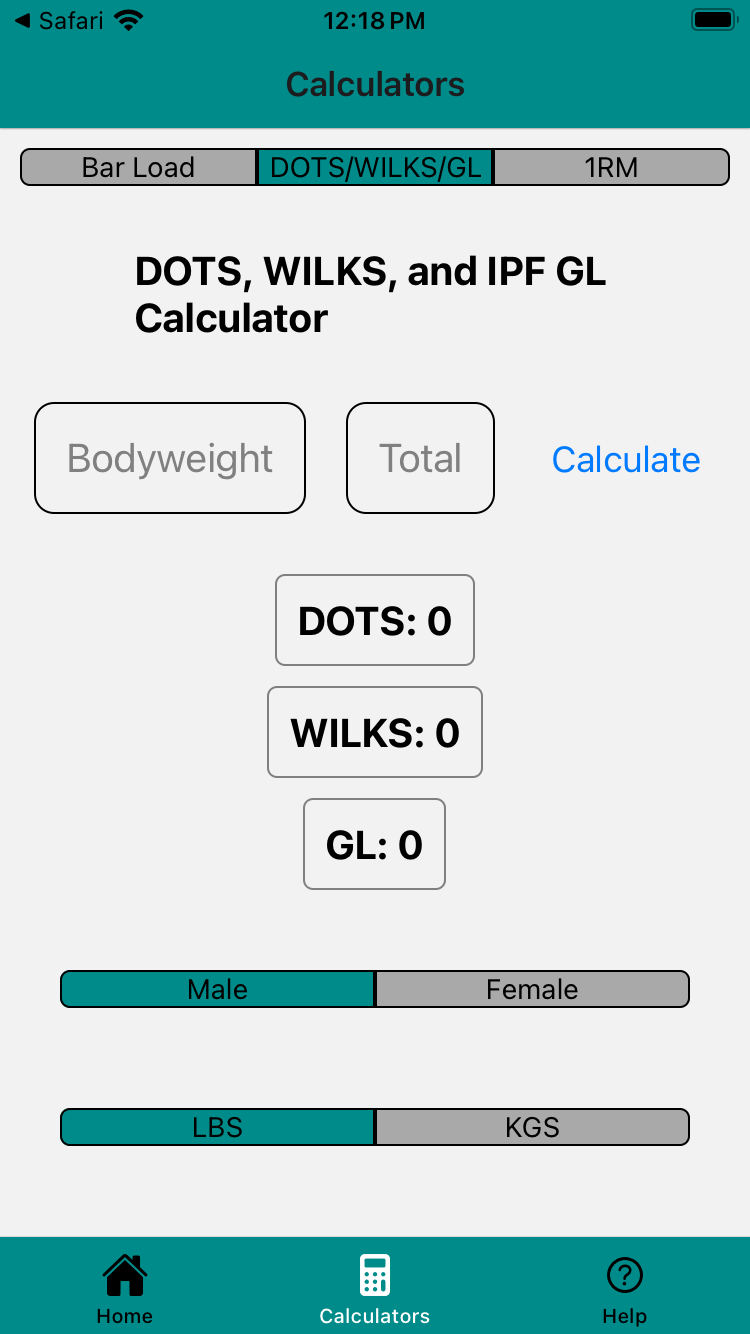 Safari 12:18 PM
Calculators
Bar Load DOTS/WILKS/GL 1RM
DOTS, WILKS, and IPF GL
Calculator
Bodyweight Total Calculate
DOTS: 0
WILKS: 0
GL: 0
Male Female
LBS KGS
Home Calculators Help